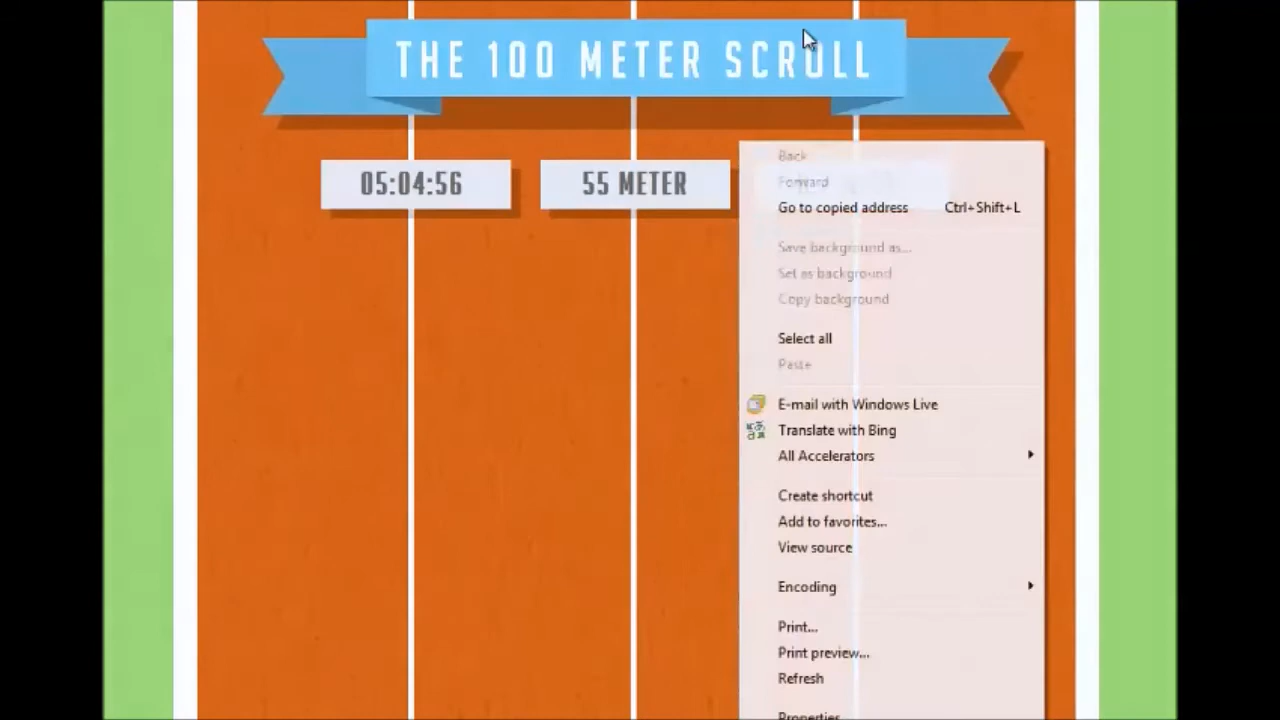 THE 100 METER SCROLL
05:04:56
55 METER
Back
Forward
Go to copied address Ctrl+Shift+L
Save background as...
Set as background
Copy background
Select all
Paste
E-mail with Windows Live
Translate with Bing
All Accelerators
Create shortcut
Add to favorites...
View source
Encoding
Print...
Print preview...
Refresh
Properties